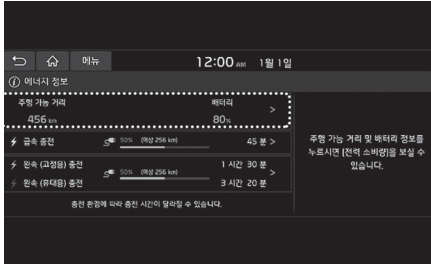 메뉴
12:00 AM 1월 1일
에너지 정보
주행 가능 거리 배터리
456 km 80%
급속 충전 50% (예상 256 km) 45 분
완속 (고정용) 충전 1 시간 30 분
50% (예상 256 km)
완속 (휴대용) 충전 3 시간 20 분
충전 환경에 따라 충전 시간이 달라질 수 있습니다.
주행 가능 거리 및 배터리 정보를
누르시면 [전력 소비량]을 보실 수
있습니다.